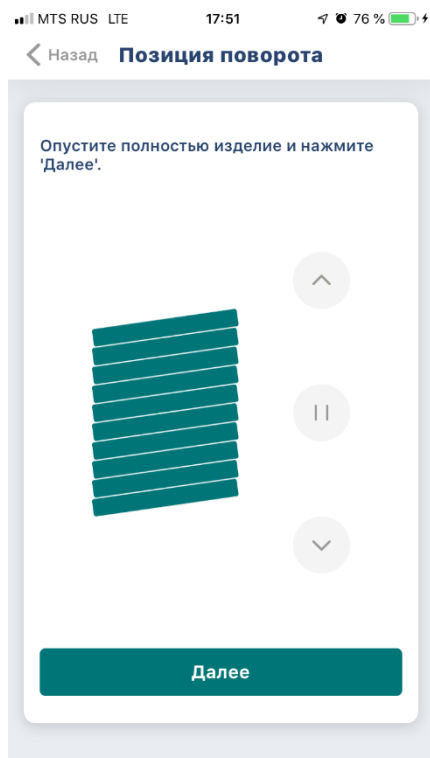 MTS RUS LTE 17:51 76 %
Назад Позиция поворота
Опустите полностью изделие и нажмите
'Далее'.
Далее